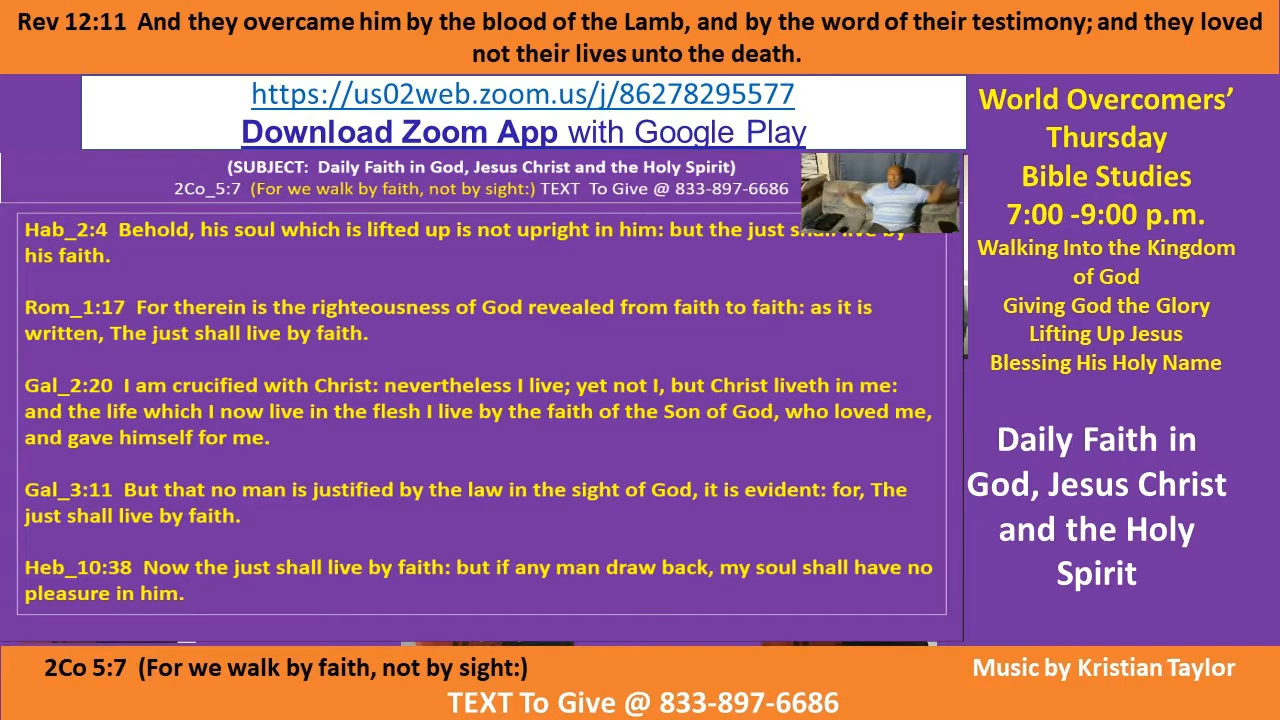 Rev 12:11 And they overcame him by the blood of the Lamb, and by the word of their testimony; and they loved
not their lives unto the death.
https://us02web.zoom.us/j/86278295577
Download Zoom App with Google Play
(SUBJECT: Daily Faith in God, Jesus Christ and the Holy Spirit)
2Co_5:7 (For we walk by faith, not by sight:) TEXT To Give @ 833-897-6686
Hab_2:4 Behold, his soul which is lifted up is not upright in him: but the just shall live by
his faith.
Rom_1:17 For therein is the righteousness of God revealed from faith to faith: as it is
written, The just shall live by faith.
Gal_2:20 I am crucified with Christ: nevertheless I live; yet not I, but Christ liveth in me:
and the life which I now live in the flesh I live by the faith of the Son of God, who loved me,
and gave himself for me.
Gal_3:11 But that no man is justified by the law in the sight of God, it is evident: for, The
just shall live by faith.
Heb_10:38 Now the just shall live by faith: but if any man draw back, my soul shall have no
pleasure in him.
World Overcomers’
Thursday
Bible Studies
7:00 -9:00 p.m.
Walking Into the Kingdom
of God
Giving God the Glory
Lifting Up Jesus
Blessing His Holy Name
Daily Faith in
God, Jesus Christ
and the Holy
Spirit
2Co 5:7 (For we walk by faith, not by sight:)
Music by Kristian Taylor
TEXT To Give @ 833-897-6686